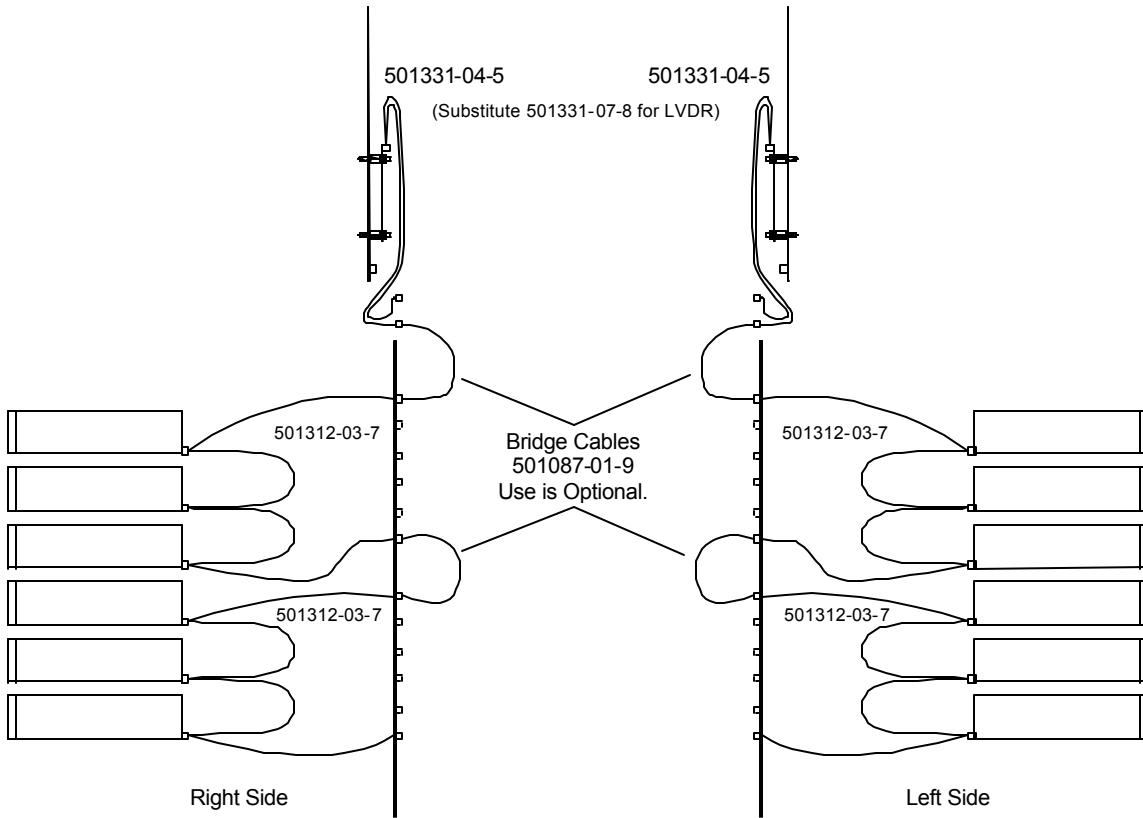 501331-04-5
501331-04-5
(Substitute 501331-07-8 for LVDR)
501312-03-7
501312-03-7
Bridge Cables
501087-01-9
Use is Optional.
501312-03-7
501312-03-7
Right Side
Left Side